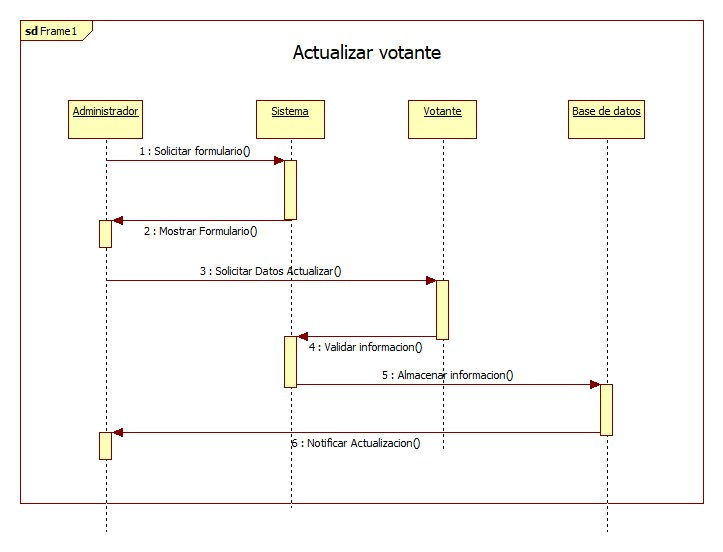 sd Frame1
Actualizar votante
Administrador
Sistema
Votante
Base de datos
1 : Solicitar formulario()
2 : Mostrar Formulario()
3 : Solicitar Datos Actualizar()
4 : Validar informacion()
5 : Almacenar informacion()
6 : Notificar Actualizacion()